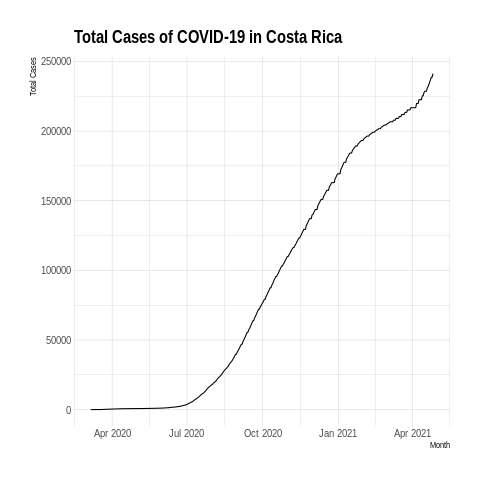 Total Cases of COVID-19 in Costa Rica
Total Cases
250000
200000
150000
100000
50000
0
Apr 2020 Jul 2020 Oct 2020 Jan 2021 Apr 2021
Month